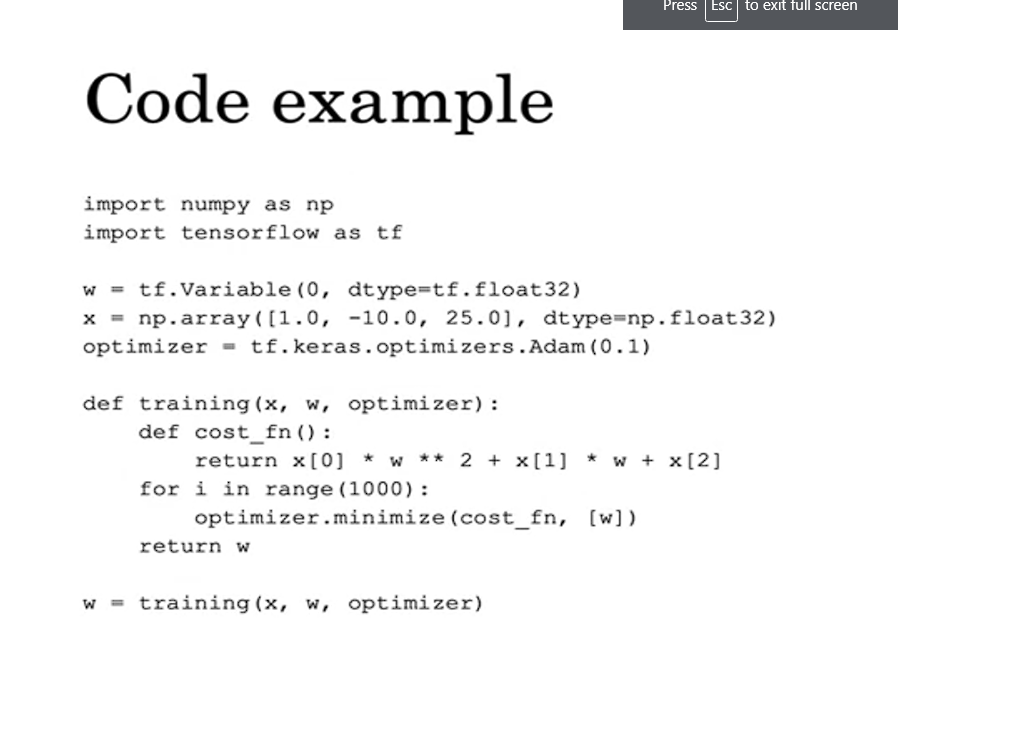 Press Esc to exit full screen
Code example
import numpy as np
import tensorflow as tf
w = tf.Variable(0, dtype=tf.float32)
x = np.array([1.0, -10.0, 25.0], dtype=np.float32)
optimizer = tf.keras.optimizers.Adam(0.1)
def training(x, w, optimizer):
    def cost_fn():
        return x[0] * w ** 2 + x[1] * w + x[2]
    for i in range(1000):
        optimizer.minimize(cost_fn, [w])
    return w
w = training(x, w, optimizer)